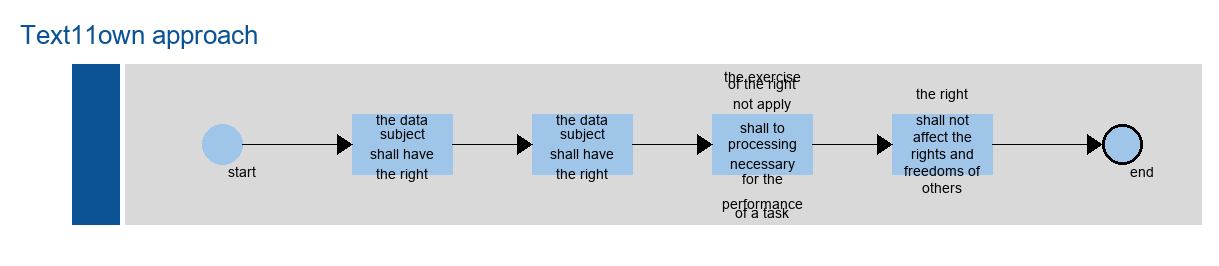 Text11own approach
start
the data
subject
shall have
the right
the data
subject
shall have
the right
the exercise
of the right
not apply
shall to
processing
necessary
for the
performance
of a task
the right
shall not
affect the
rights and
freedoms of
others
end